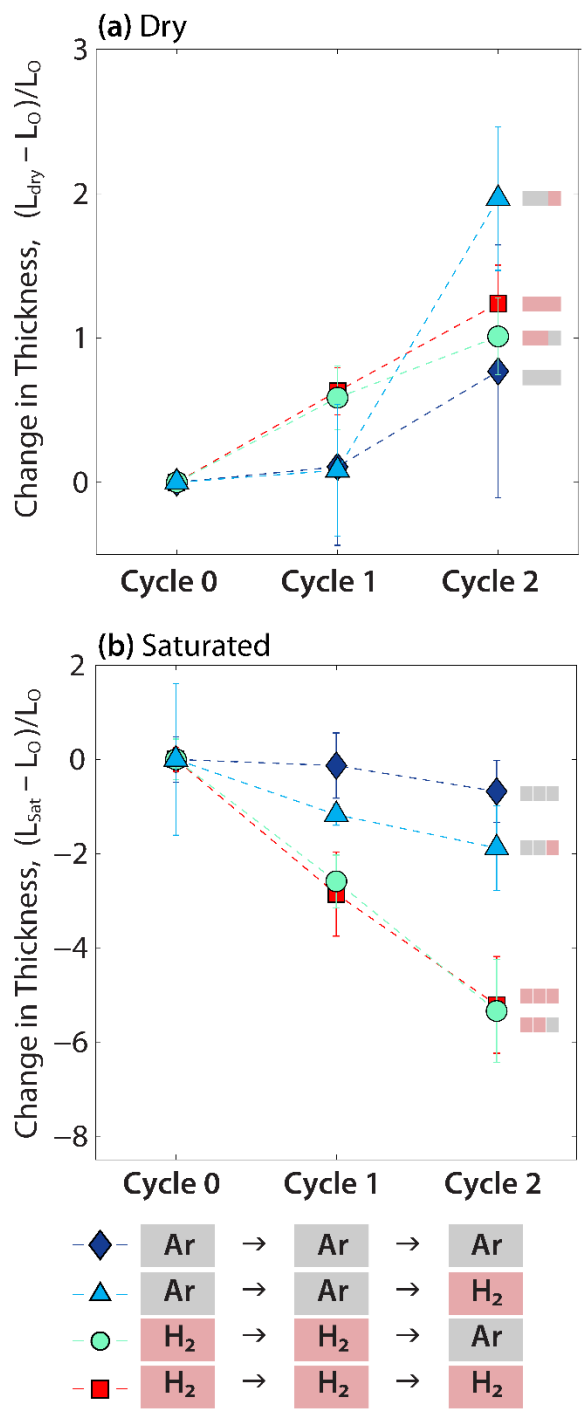 (a) Dry
Change in Thickness, (L_dry − L_O)/L_O
3
2
1
0
Cycle 0 Cycle 1 Cycle 2
(b) Saturated
Change in Thickness, (L_Sat − L_O)/L_O
2
0
−2
−4
−6
−8
Cycle 0 Cycle 1 Cycle 2
Ar → Ar → Ar
Ar → Ar → H₂
H₂ → H₂ → Ar
H₂ → H₂ → H₂